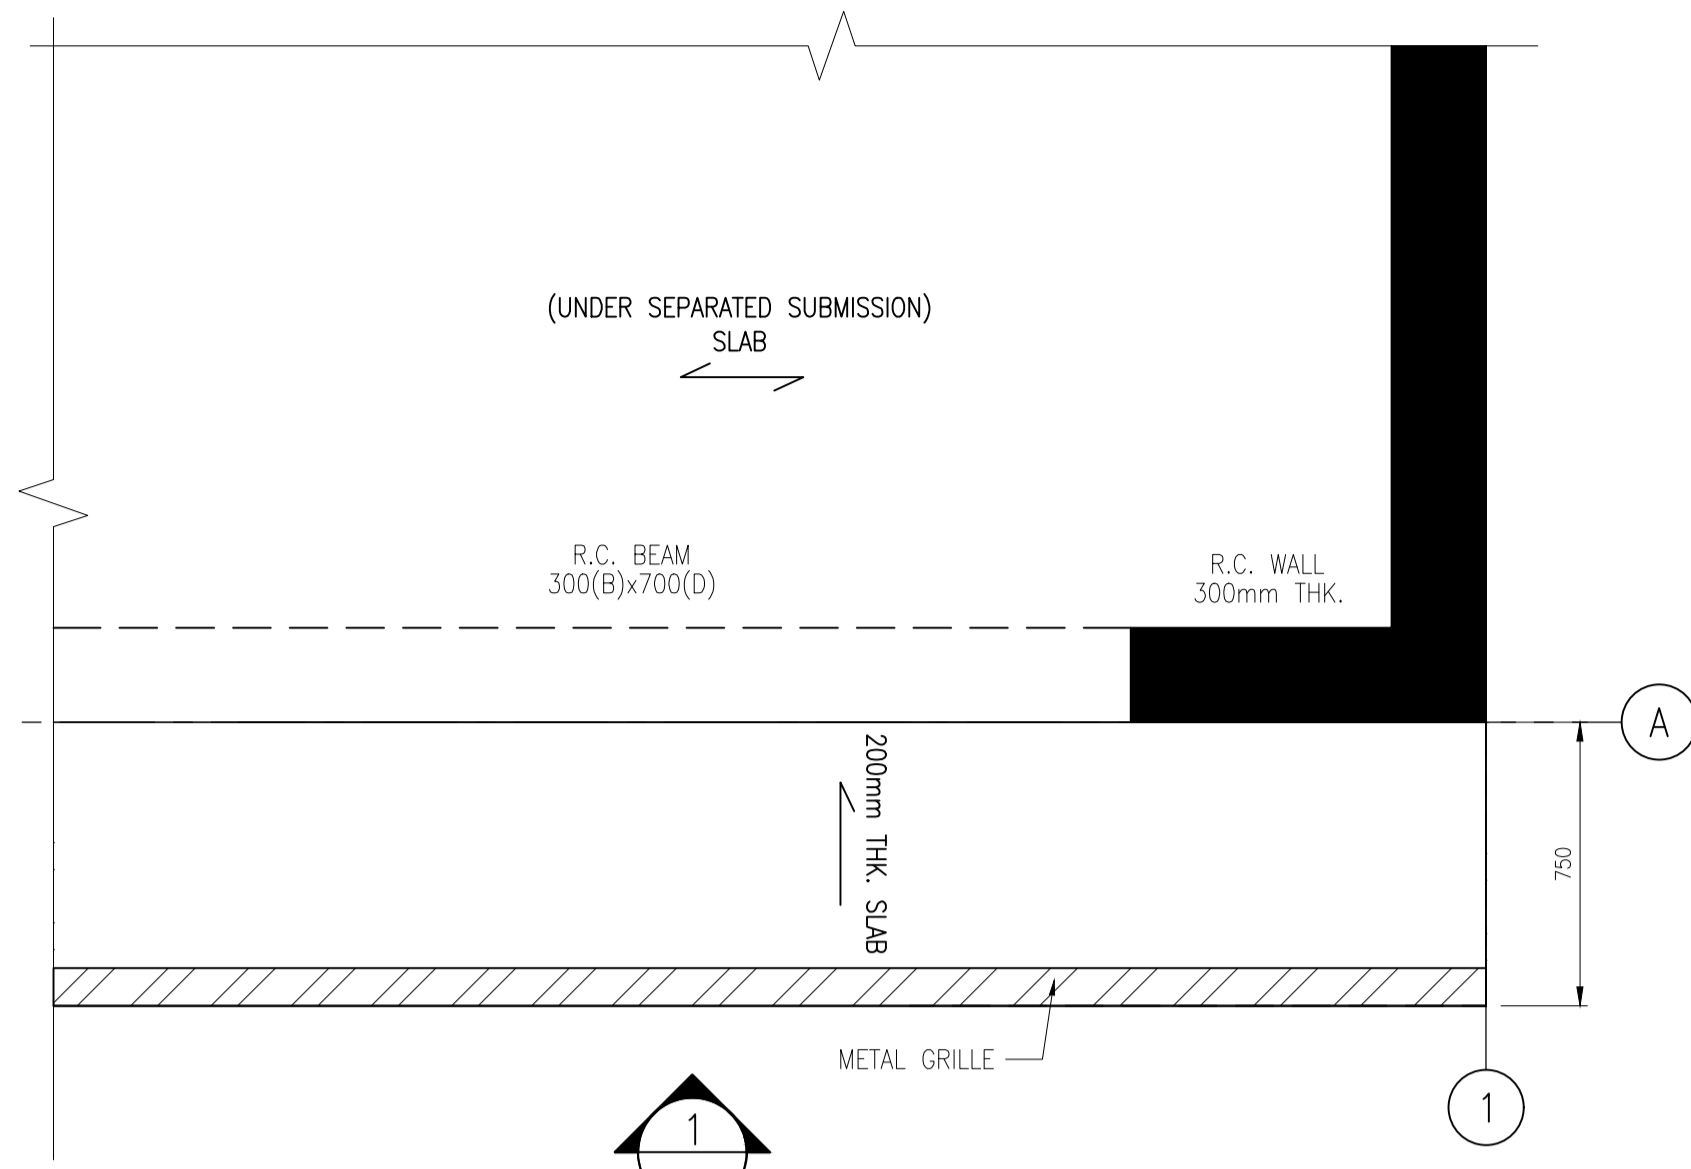 (UNDER SEPARATED SUBMISSION)
SLAB
R.C. BEAM
300(B)x700(D)
R.C. WALL
300mm THK.
A
200mm THK. SLAB
750
METAL GRILLE
1
1